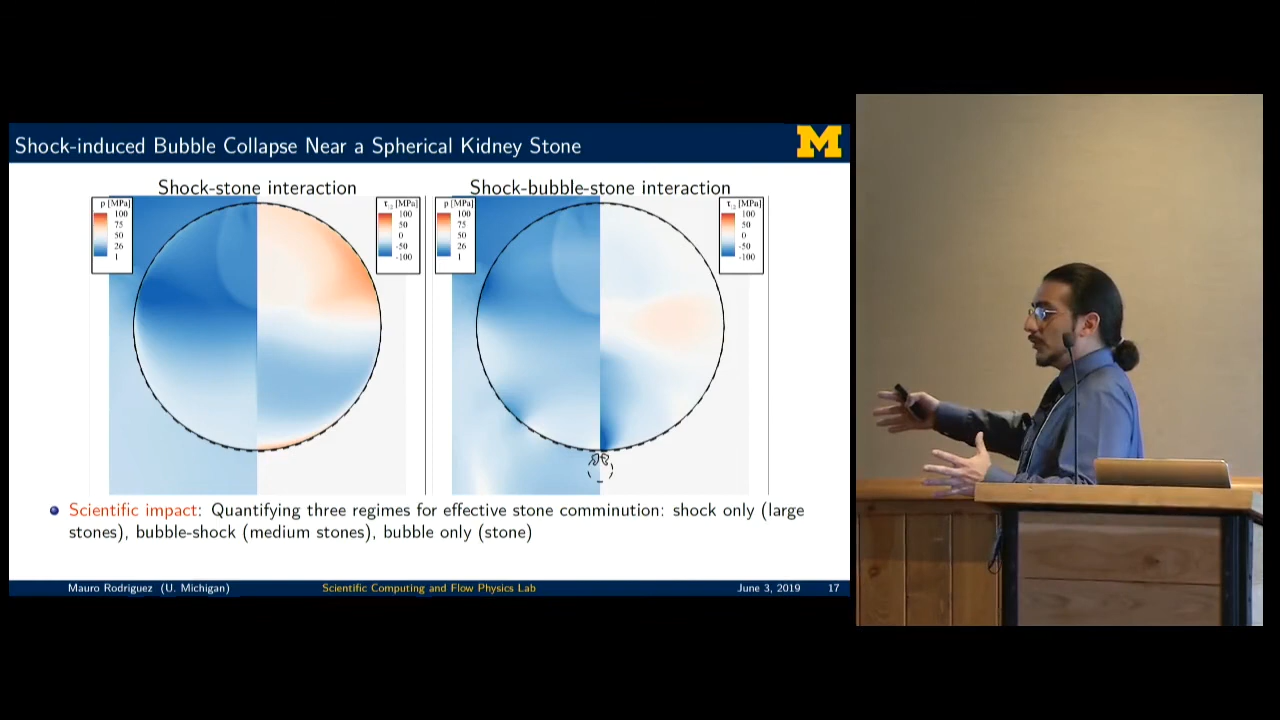 Shock-induced Bubble Collapse Near a Spherical Kidney Stone
M
Shock-stone interaction
Shock-bubble-stone interaction
p [MPa]
100
75
50
26
1
τ₁₂ [MPa]
100
50
0
-50
-100
p [MPa]
100
75
50
26
1
[MPa]
100
50
0
-50
-100
Scientific impact: Quantifying three regimes for effective stone comminution: shock only (large
stones), bubble-shock (medium stones), bubble only (stone)
Mauro Rodriguez (U. Michigan)
Scientific Computing and Flow Physics Lab
June 3, 2019
17